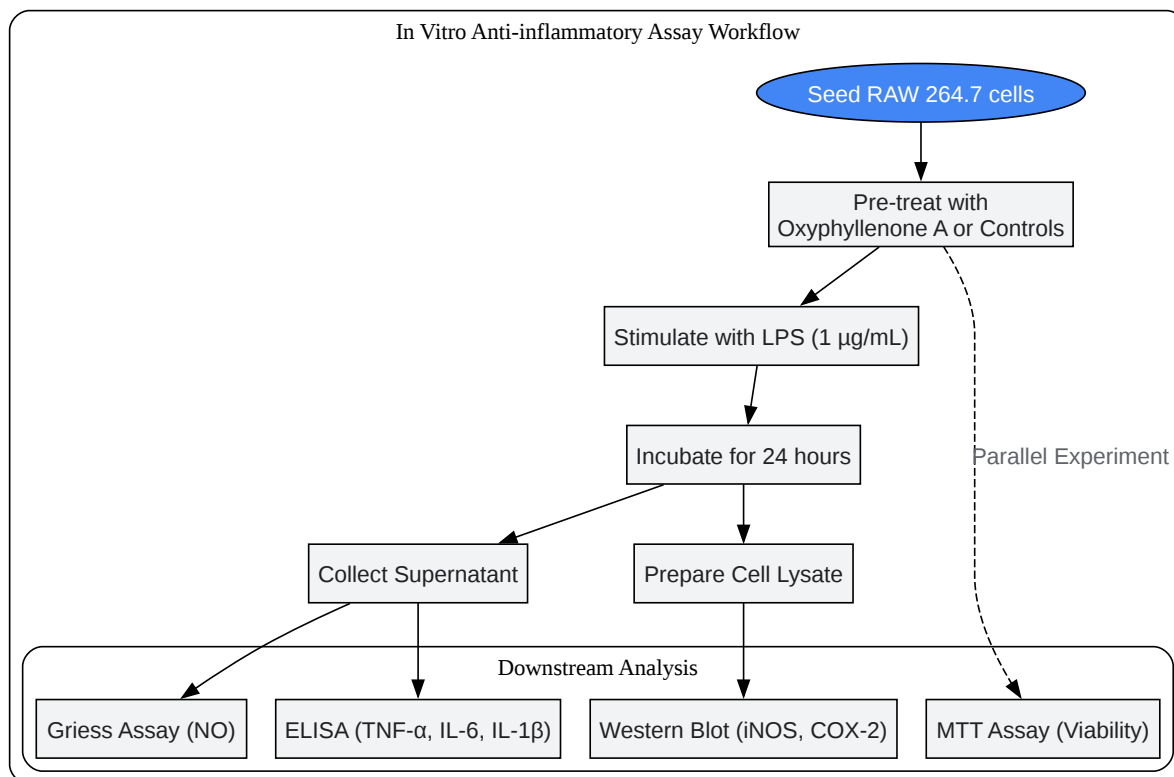 In Vitro Anti-inflammatory Assay Workflow
Seed RAW 264.7 cells
Pre-treat with
Oxyphyllenone A or Controls
Stimulate with LPS (1 µg/mL)
Incubate for 24 hours
Parallel Experiment
Collect Supernatant
Prepare Cell Lysate
Downstream Analysis
Griess Assay (NO)
ELISA (TNF-α, IL-6, IL-1β)
Western Blot (iNOS, COX-2)
MTT Assay (Viability)